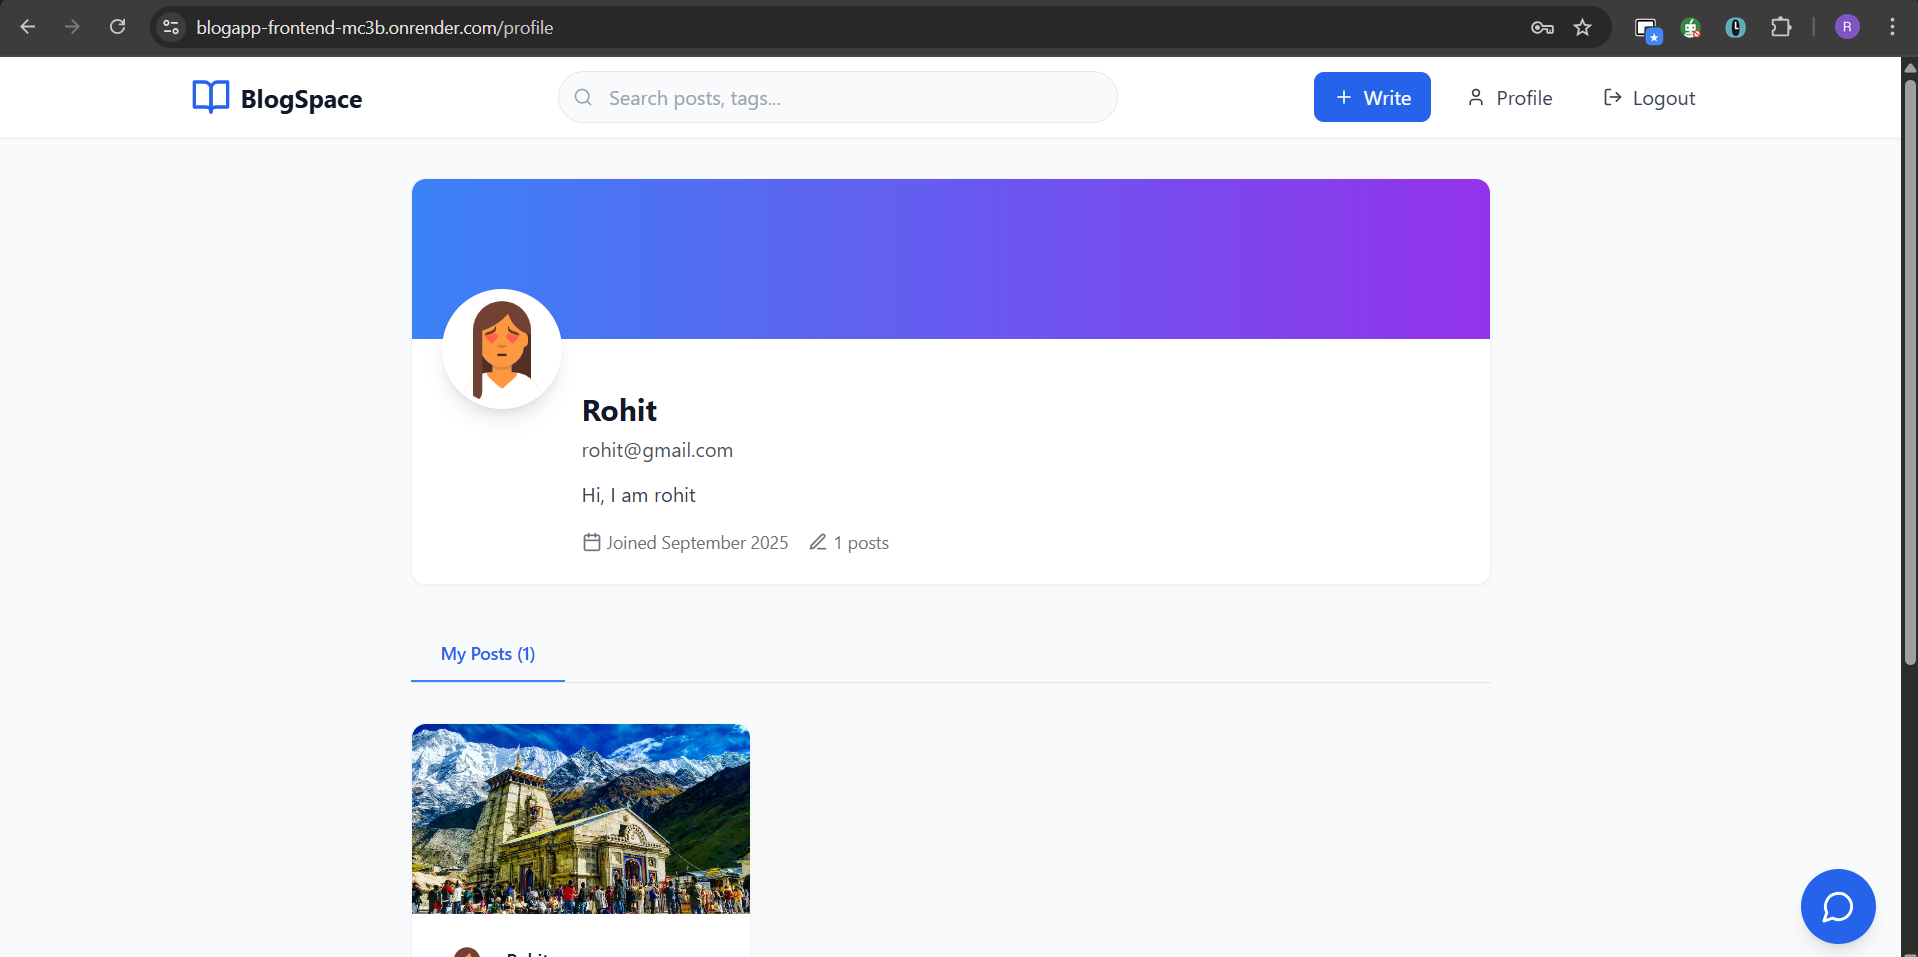 blogapp-frontend-mc3b.onrender.com/profile
R
BlogSpace
Search posts, tags...
+ Write
Profile
Logout
Rohit
rohit@gmail.com
Hi, I am rohit
Joined September 2025
1 posts
My Posts (1)
Rohit